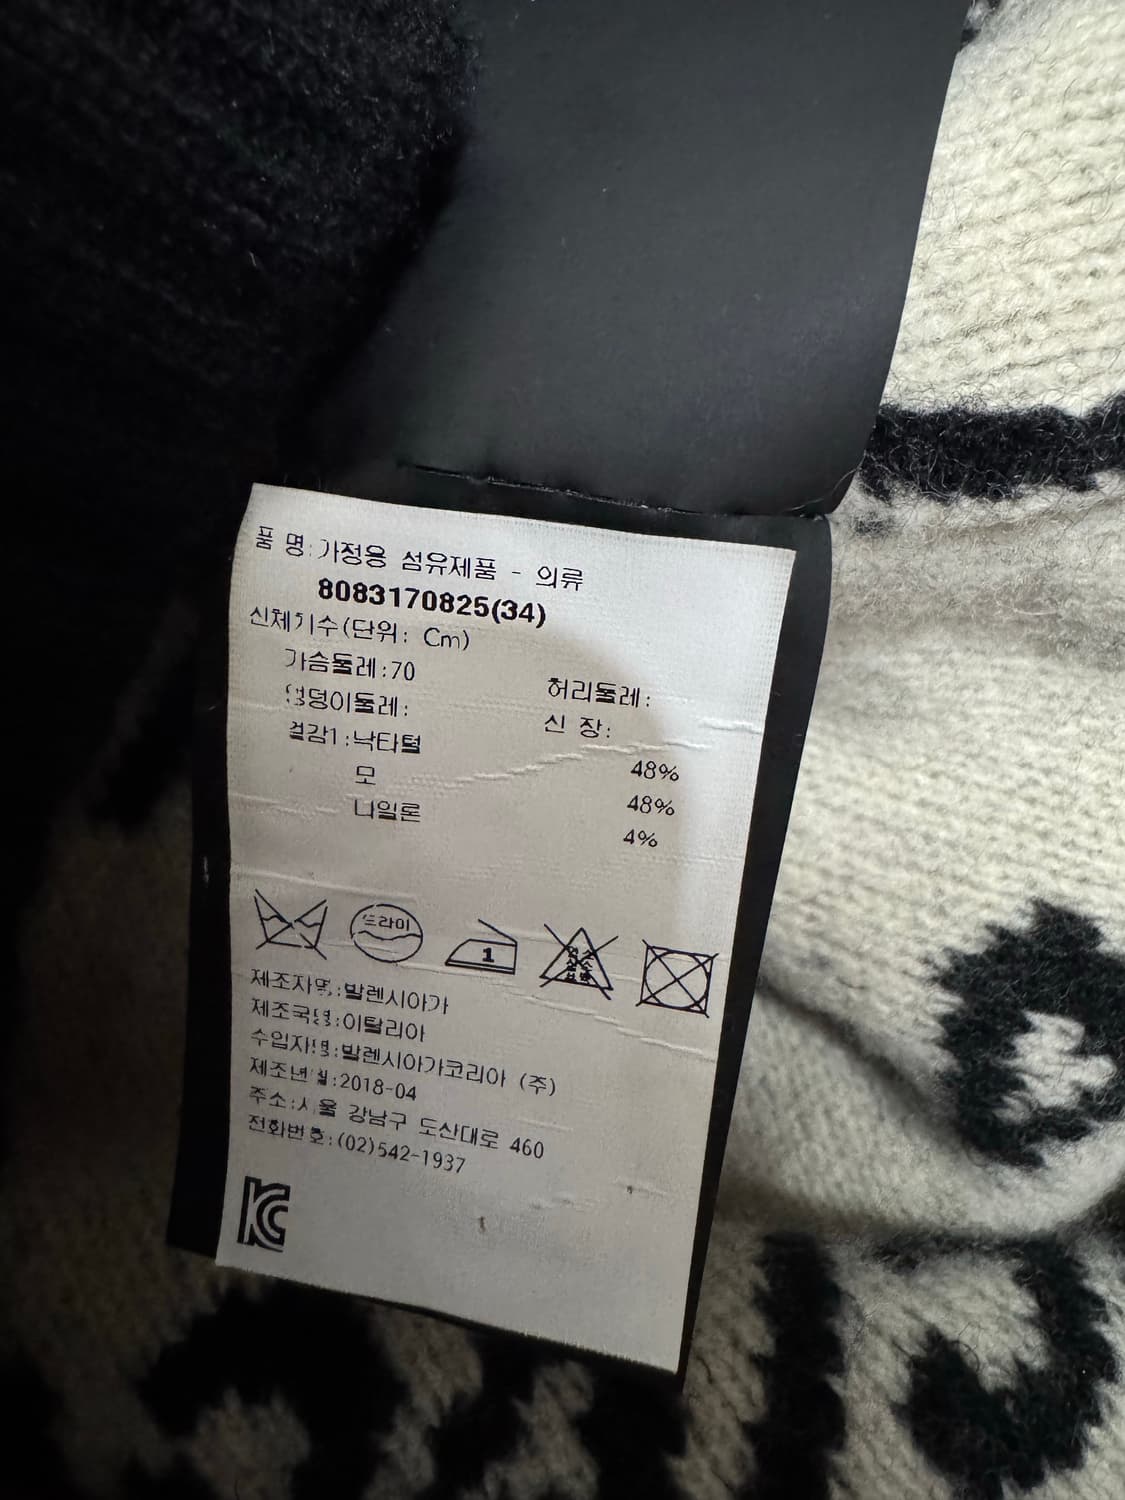 품 명: 가정용 섬유제품 - 의류
8083170825(34)
신체치수(단위: Cm)
가슴둘레:70 허리둘레:
엉덩이둘레: 신 장:
겉감1:낙타털 48%
모 48%
나일론 4%
드라이
1
제조자명:발렌시아가
제조국명:이탈리아
수입자명:발렌시아가코리아 (주)
제조년월:2018-04
주소:서울 강남구 도산대로 460
전화번호:(02)542-1937
KC